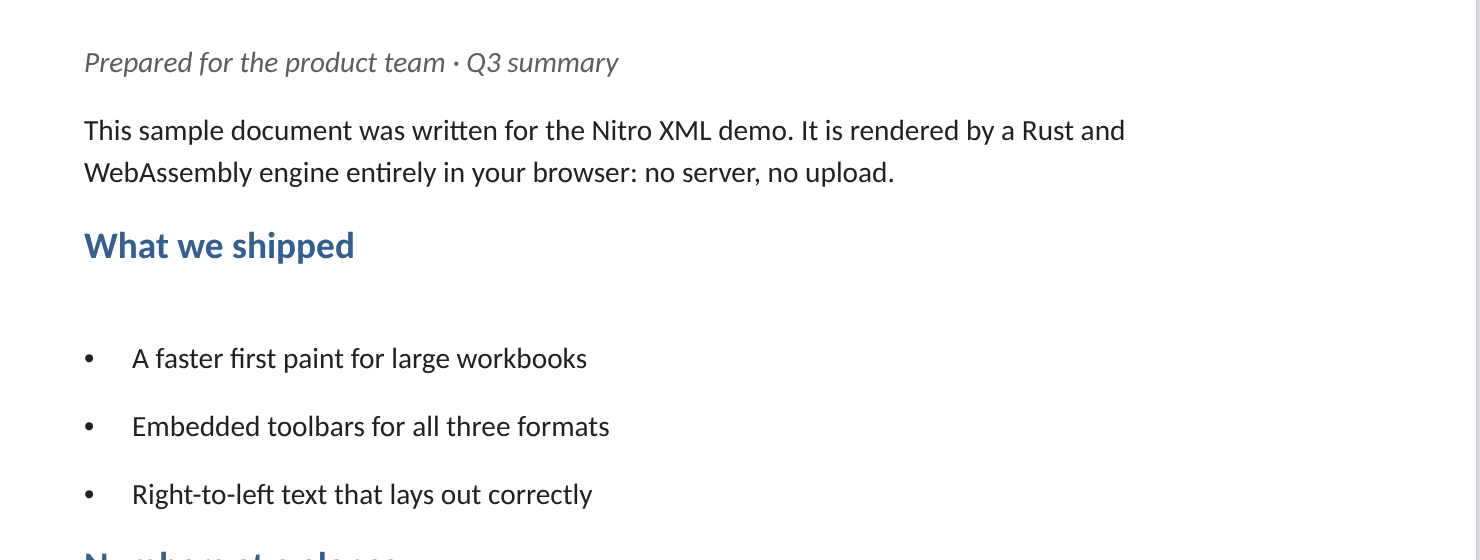 Prepared for the product team · Q3 summary
This sample document was written for the Nitro XML demo. It is rendered by a Rust and
WebAssembly engine entirely in your browser: no server, no upload.
What we shipped
• A faster first paint for large workbooks
• Embedded toolbars for all three formats
• Right-to-left text that lays out correctly